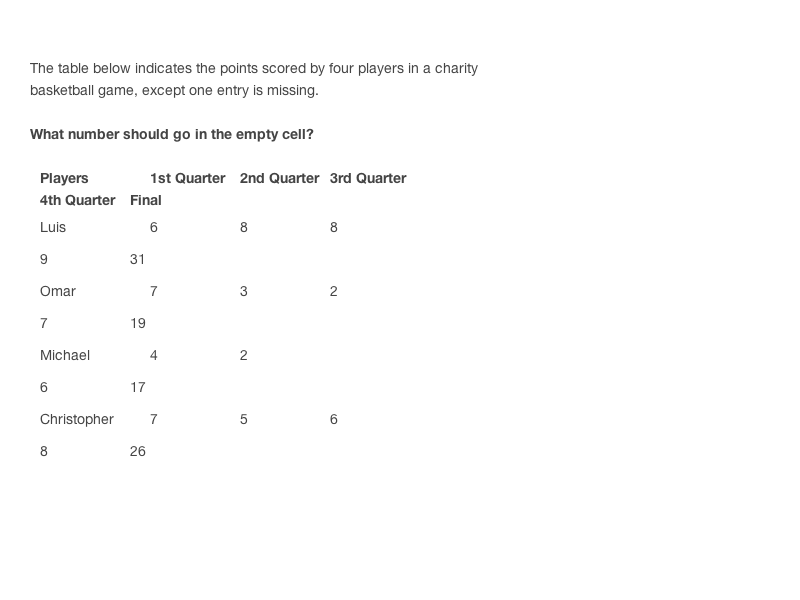 The table below indicates the points scored by four players in a charity
basketball game, except one entry is missing.
What number should go in the empty cell?
Players 1st Quarter 2nd Quarter 3rd Quarter
4th Quarter Final
Luis 6 8 8
9 31
Omar 7 3 2
7 19
Michael 4 2
6 17
Christopher 7 5 6
8 26